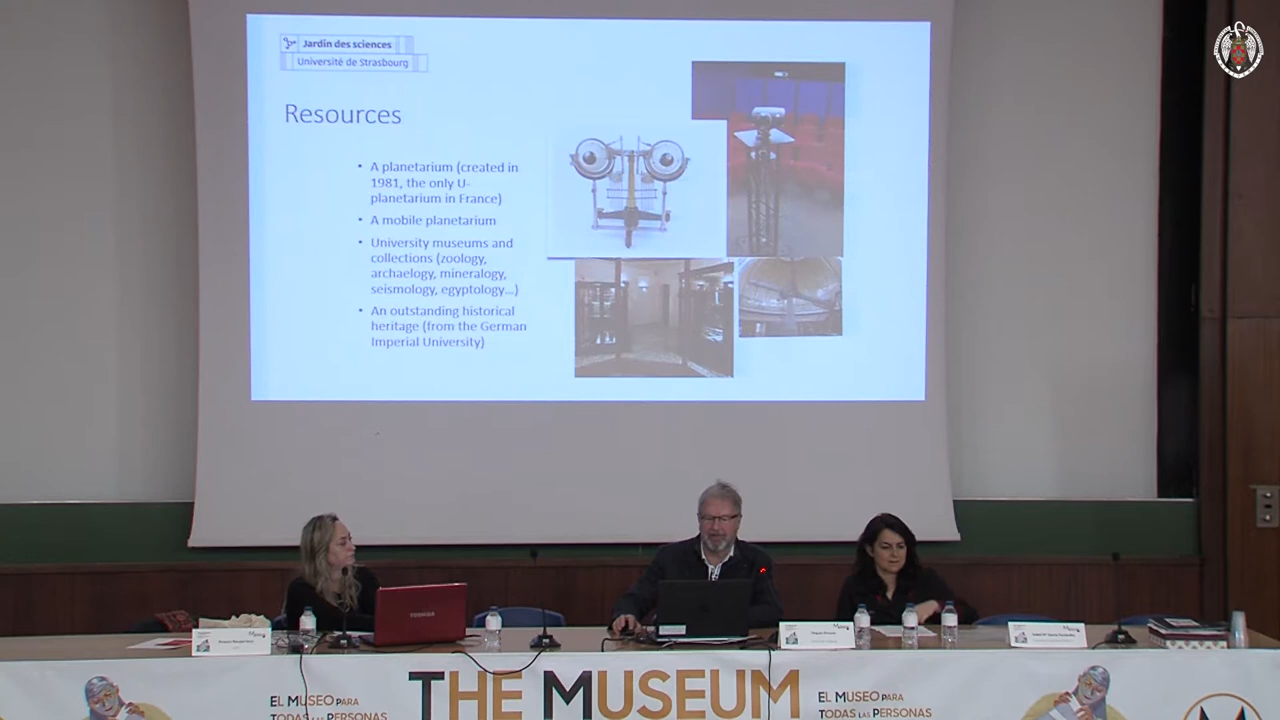 Jardin des sciences
Université de Strasbourg
Resources
• A planetarium (created in
1981, the only U-
planetarium in France)
• A mobile planetarium
• University museums and
collections (zoology,
archaelogy, mineralogy,
seismology, egyptology...)
• An outstanding historical
heritage (from the German
Imperial University)
TOSHIBA
THE MUSEUM
EL MUSEO PARA
TODAS LAS PERSONAS
EL MUSEO PARA
TODAS LAS PERSONAS